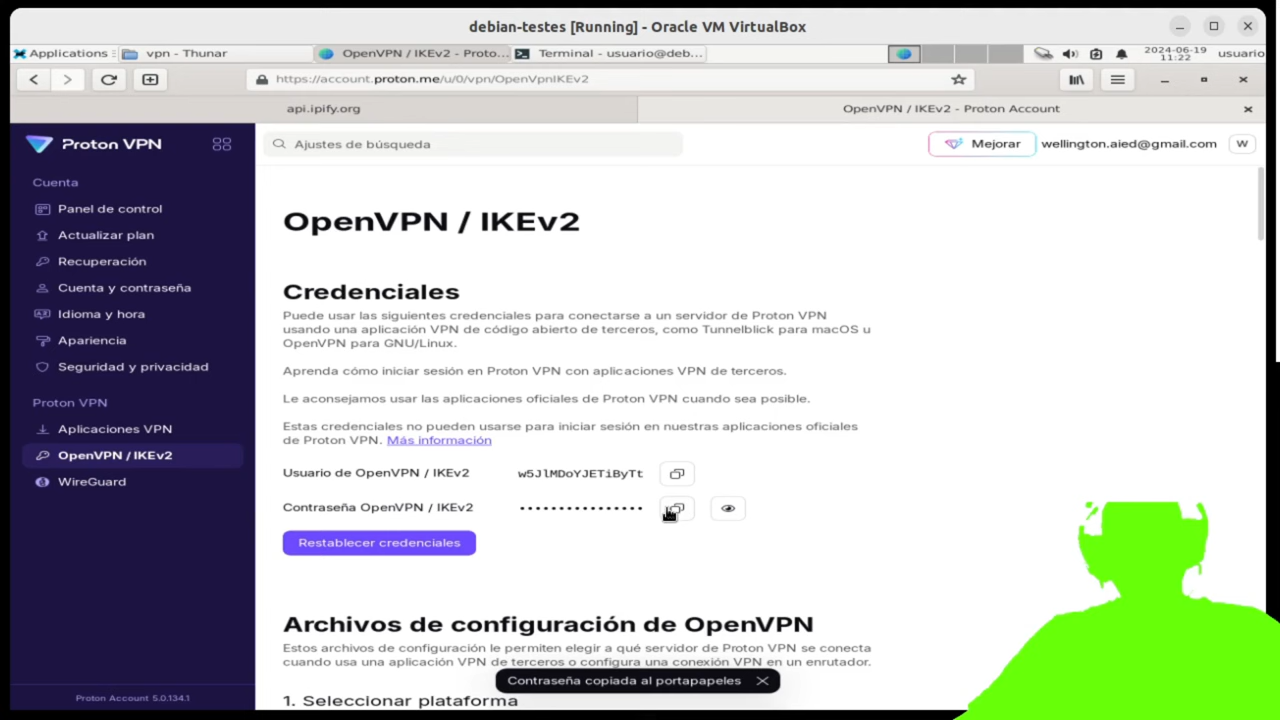 debian-testes [Running] - Oracle VM VirtualBox
Applications
vpn - Thunar
OpenVPN / IKEv2 - Proto...
Terminal - usuario@deb...
2024-06-19
11:22
usuario
https://account.proton.me/u/0/vpn/OpenVpnIKEv2
api.ipify.org
OpenVPN / IKEv2 - Proton Account
Proton VPN
Ajustes de búsqueda
Mejorar
wellington.aied@gmail.com
W
Cuenta
Panel de control
Actualizar plan
Recuperación
Cuenta y contraseña
Idioma y hora
Apariencia
Seguridad y privacidad
Proton VPN
Aplicaciones VPN
OpenVPN / IKEv2
WireGuard
Proton Account 5.0.134.1
OpenVPN / IKEv2
Credenciales
Puede usar las siguientes credenciales para conectarse a un servidor de Proton VPN
usando una aplicación VPN de código abierto de terceros, como Tunnelblick para macOS u
OpenVPN para GNU/Linux.
Aprenda cómo iniciar sesión en Proton VPN con aplicaciones VPN de terceros.
Le aconsejamos usar las aplicaciones oficiales de Proton VPN cuando sea posible.
Estas credenciales no pueden usarse para iniciar sesión en nuestras aplicaciones oficiales
de Proton VPN. Más información
Usuario de OpenVPN / IKEv2 w5JlMDoYJETiByTt
Contraseña OpenVPN / IKEv2 ••••••••••••••••
Restablecer credenciales
Archivos de configuración de OpenVPN
Estos archivos de configuración le permiten elegir a qué servidor de Proton VPN se conecta
cuando usa una aplicación VPN de terceros o configura una conexión VPN en un enrutador.
Contraseña copiada al portapapeles
1. Seleccionar plataforma